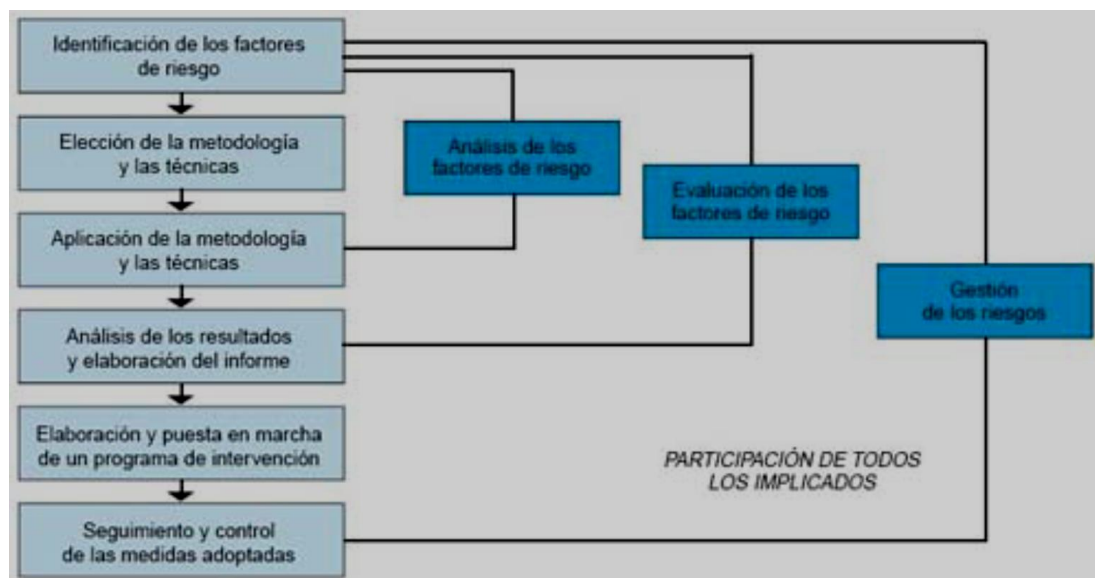 Identificación de los factores
de riesgo
Elección de la metodología
y las técnicas
Aplicación de la metodología
y las técnicas
Análisis de los resultados
y elaboración del informe
Elaboración y puesta en marcha
de un programa de intervención
Seguimiento y control
de las medidas adoptadas
Análisis de los
factores de riesgo
Evaluación de los
factores de riesgo
Gestión
de los riesgos
PARTICIPACIÓN DE TODOS
LOS IMPLICADOS